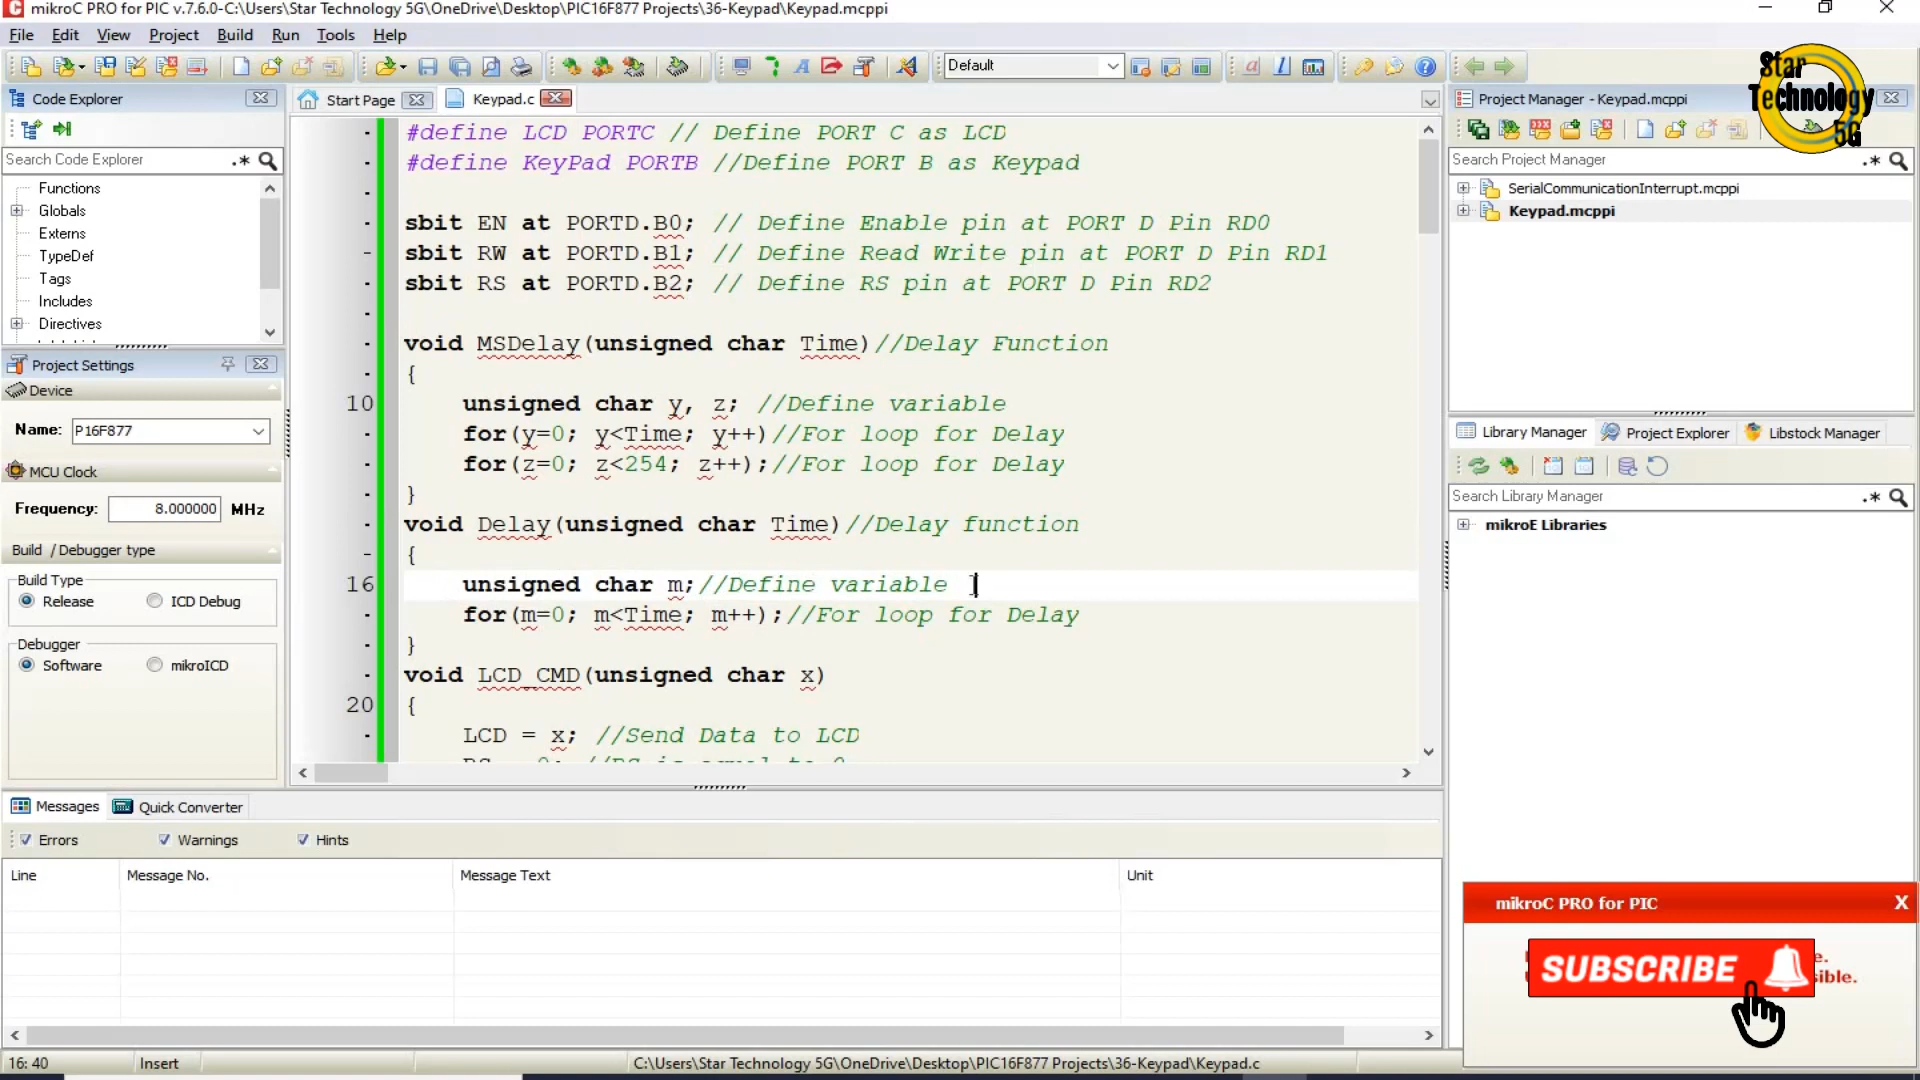 mikroC PRO for PIC v.7.6.0-C:\Users\Star Technology 5G\OneDrive\Desktop\PIC16F877 Projects\36-Keypad\Keypad.mcppi
File Edit View Project Build Run Tools Help
Default
Star
Technology
5G
Code Explorer
Start Page
Keypad.c
Project Manager - Keypad.mcppi
Search Code Explorer
Functions
Globals
Externs
TypeDef
Tags
Includes
Directives
Project Settings
Device
Name: P16F877
MCU Clock
Frequency: 8.000000 MHz
Build / Debugger type
Build Type
Release
ICD Debug
Debugger
Software
mikroICD
#define LCD PORTC // Define PORT C as LCD
#define KeyPad PORTB //Define PORT B as Keypad
sbit EN at PORTD.B0; // Define Enable pin at PORT D Pin RD0
sbit RW at PORTD.B1; // Define Read Write pin at PORT D Pin RD1
sbit RS at PORTD.B2; // Define RS pin at PORT D Pin RD2
void MSDelay(unsigned char Time)//Delay Function
{
10 unsigned char y, z; //Define variable
for(y=0; y<Time; y++)//For loop for Delay
for(z=0; z<254; z++);//For loop for Delay
}
void Delay(unsigned char Time)//Delay function
{
16 unsigned char m;//Define variable
for(m=0; m<Time; m++);//For loop for Delay
}
void LCD_CMD(unsigned char x)
20 {
LCD = x; //Send Data to LCD
Search Project Manager
SerialCommunicationInterrupt.mcppi
Keypad.mcppi
Library Manager
Project Explorer
Libstock Manager
Search Library Manager
mikroE Libraries
Messages
Quick Converter
Errors
Warnings
Hints
Line
Message No.
Message Text
Unit
mikroC PRO for PIC X
SUBSCRIBE
16: 40
Insert
C:\Users\Star Technology 5G\OneDrive\Desktop\PIC16F877 Projects\36-Keypad\Keypad.c